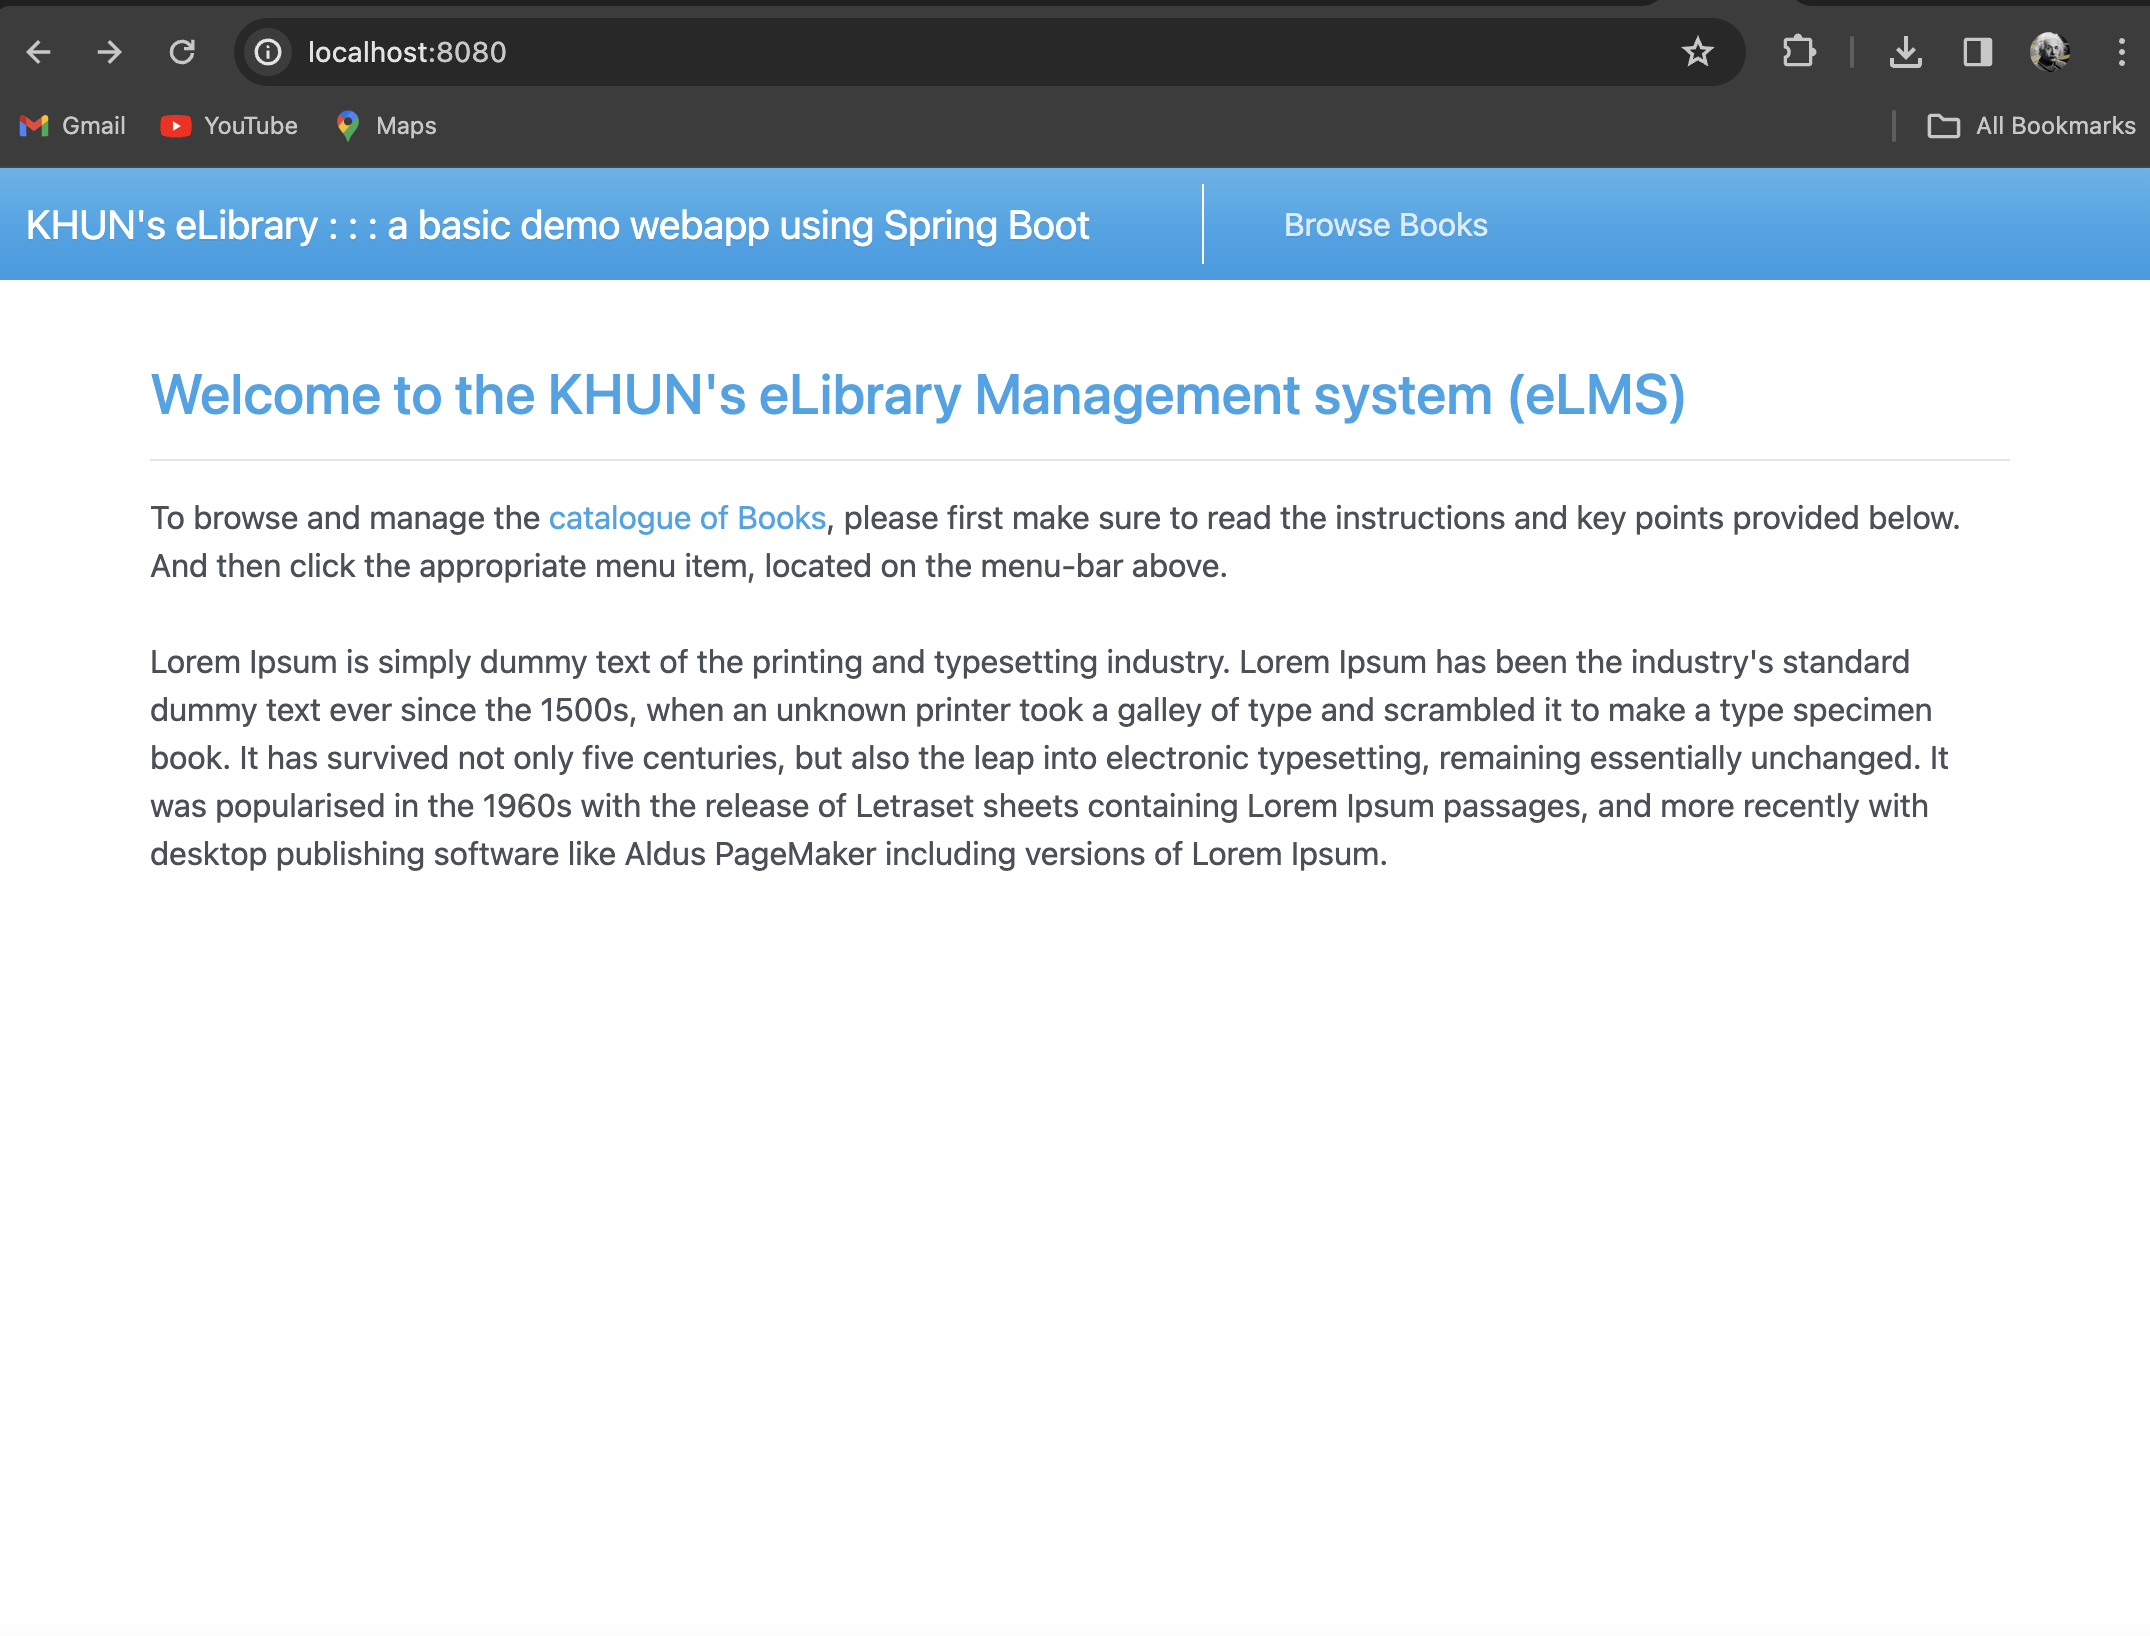 localhost:8080
Gmail YouTube Maps All Bookmarks
KHUN's eLibrary : : : a basic demo webapp using Spring Boot Browse Books
Welcome to the KHUN's eLibrary Management system (eLMS)
To browse and manage the catalogue of Books, please first make sure to read the instructions and key points provided below.
And then click the appropriate menu item, located on the menu-bar above.
Lorem Ipsum is simply dummy text of the printing and typesetting industry. Lorem Ipsum has been the industry's standard
dummy text ever since the 1500s, when an unknown printer took a galley of type and scrambled it to make a type specimen
book. It has survived not only five centuries, but also the leap into electronic typesetting, remaining essentially unchanged. It
was popularised in the 1960s with the release of Letraset sheets containing Lorem Ipsum passages, and more recently with
desktop publishing software like Aldus PageMaker including versions of Lorem Ipsum.